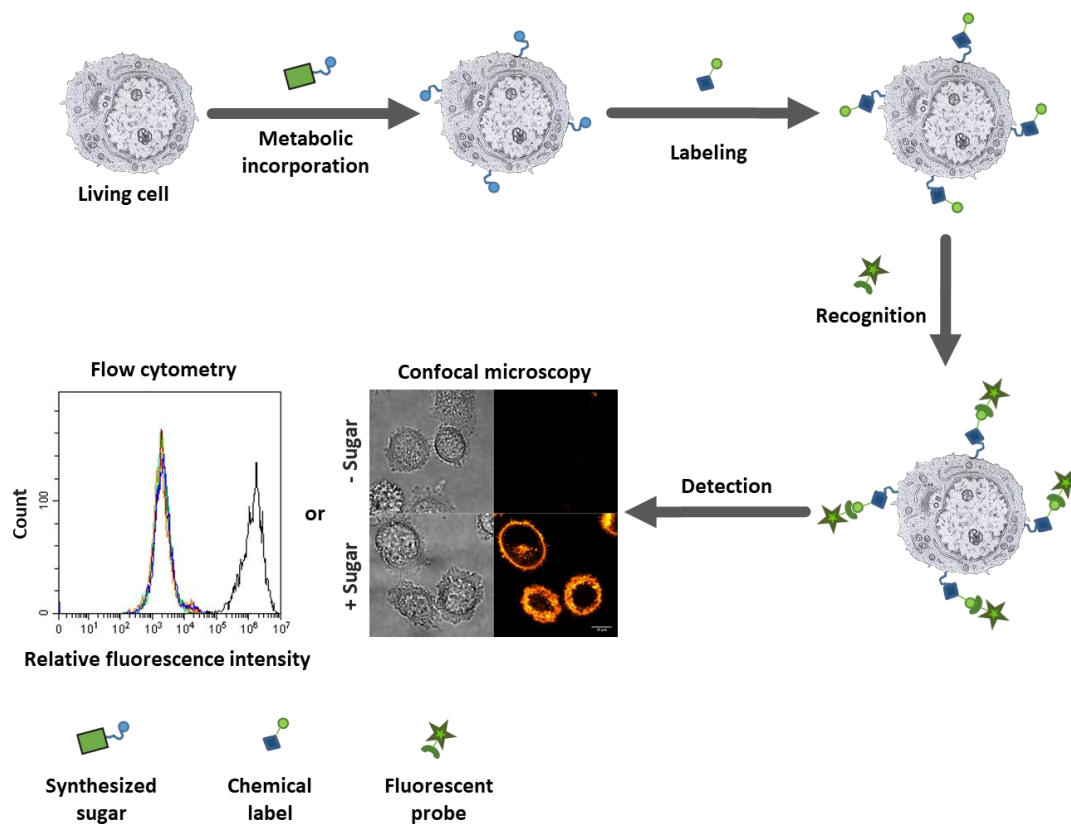 Metabolic
incorporation
Living cell
Labeling
Recognition
Flow cytometry
Confocal microscopy
- Sugar
+ Sugar
Count
100
0
or
Detection
0 10¹ 10² 10³ 10⁴ 10⁵ 10⁶ 10⁷
Relative fluorescence intensity
Synthesized
sugar
Chemical
label
Fluorescent
probe